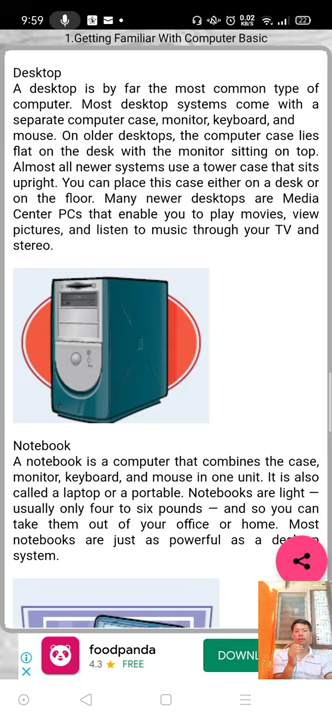 9:59
0.02
KB/S
22
1.Getting Familiar With Computer Basic
Desktop
A desktop is by far the most common type of
computer. Most desktop systems come with a
separate computer case, monitor, keyboard, and
mouse. On older desktops, the computer case lies
flat on the desk with the monitor sitting on top.
Almost all newer systems use a tower case that sits
upright. You can place this case either on a desk or
on the floor. Many newer desktops are Media
Center PCs that enable you to play movies, view
pictures, and listen to music through your TV and
stereo.
Notebook
A notebook is a computer that combines the case,
monitor, keyboard, and mouse in one unit. It is also
called a laptop or a portable. Notebooks are light —
usually only four to six pounds — and so you can
take them out of your office or home. Most
notebooks are just as powerful as a
system.
foodpanda
4.3 ★ FREE
DOWNL